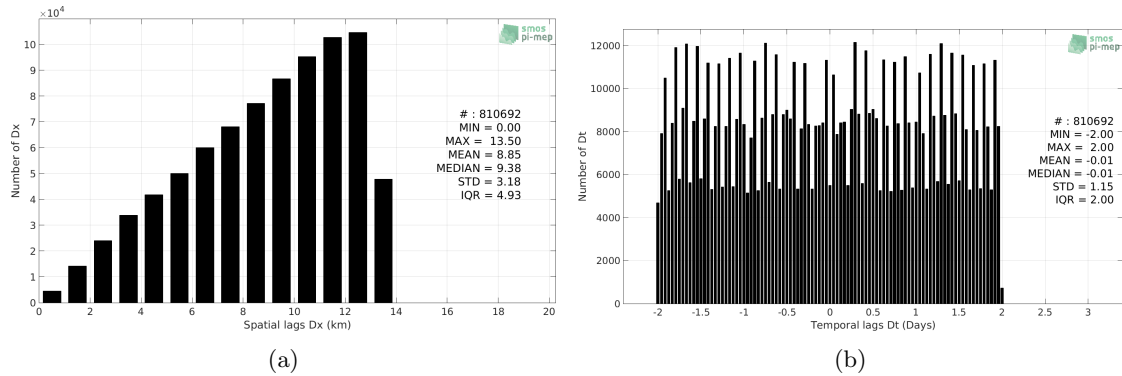 ×10⁴
smos
pi-mep
10
9
8
7
6
5
4
3
2
1
0
Number of Dx
# : 810692
MIN = 0.00
MAX = 13.50
MEAN = 8.85
MEDIAN = 9.38
STD = 3.18
IQR = 4.93
0 2 4 6 8 10 12 14 16 18 20
Spatial lags Dx (km)
(a)
smos
pi-mep
12000
10000
8000
6000
4000
2000
0
Number of Dt
# : 810692
MIN = -2.00
MAX = 2.00
MEAN = -0.01
MEDIAN = -0.01
STD = 1.15
IQR = 2.00
-2 -1.5 -1 -0.5 0 0.5 1 1.5 2 2.5 3
Temporal lags Dt (Days)
(b)